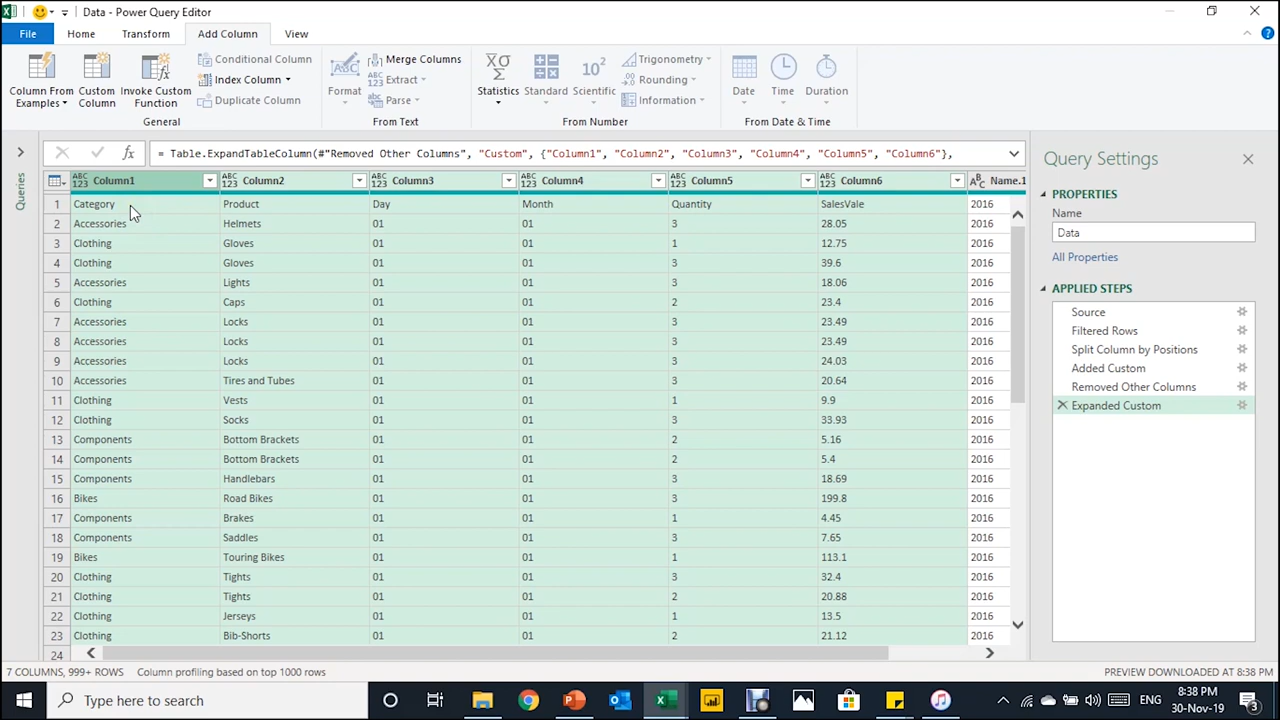 Data - Power Query Editor
File Home Transform Add Column View
Column From Examples
Custom Column
Invoke Custom Function
Conditional Column
Index Column
Duplicate Column
General
Format
Merge Columns
Extract
Parse
From Text
Statistics
Standard
Scientific
Trigonometry
Rounding
Information
From Number
Date
Time
Duration
From Date & Time
= Table.ExpandTableColumn(#"Removed Other Columns", "Custom", {"Column1", "Column2", "Column3", "Column4", "Column5", "Column6"},
Queries
Column1 Column2 Column3 Column4 Column5 Column6 Name.1
1 Category Product Day Month Quantity SalesVale 2016
2 Accessories Helmets 01 01 3 28.05 2016
3 Clothing Gloves 01 01 1 12.75 2016
4 Clothing Gloves 01 01 3 39.6 2016
5 Accessories Lights 01 01 3 18.06 2016
6 Clothing Caps 01 01 2 23.4 2016
7 Accessories Locks 01 01 3 23.49 2016
8 Accessories Locks 01 01 3 23.49 2016
9 Accessories Locks 01 01 3 24.03 2016
10 Accessories Tires and Tubes 01 01 3 20.64 2016
11 Clothing Vests 01 01 1 9.9 2016
12 Clothing Socks 01 01 3 33.93 2016
13 Components Bottom Brackets 01 01 2 5.16 2016
14 Components Bottom Brackets 01 01 2 5.4 2016
15 Components Handlebars 01 01 3 18.69 2016
16 Bikes Road Bikes 01 01 3 199.8 2016
17 Components Brakes 01 01 1 4.45 2016
18 Components Saddles 01 01 3 7.65 2016
19 Bikes Touring Bikes 01 01 1 113.1 2016
20 Clothing Tights 01 01 3 32.4 2016
21 Clothing Tights 01 01 2 20.88 2016
22 Clothing Jerseys 01 01 1 13.5 2016
23 Clothing Bib-Shorts 01 01 2 21.12 2016
24
Query Settings
PROPERTIES
Name
Data
All Properties
APPLIED STEPS
Source
Filtered Rows
Split Column by Positions
Added Custom
Removed Other Columns
Expanded Custom
7 COLUMNS, 999+ ROWS Column profiling based on top 1000 rows PREVIEW DOWNLOADED AT 8:38 PM
Type here to search
ENG
8:38 PM
30-Nov-19
3